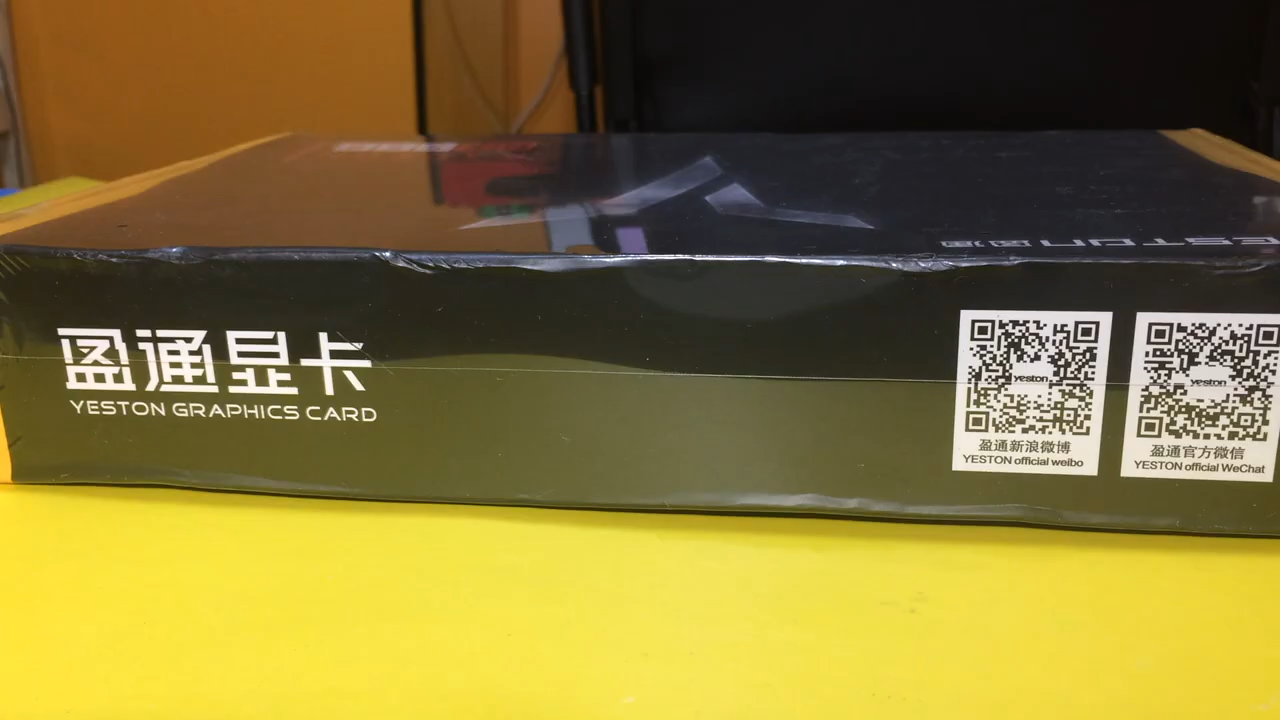 盈通显卡
YESTON GRAPHICS CARD
yeston
盈通新浪微博
YESTON official weibo
yeston
盈通官方微信
YESTON official WeChat